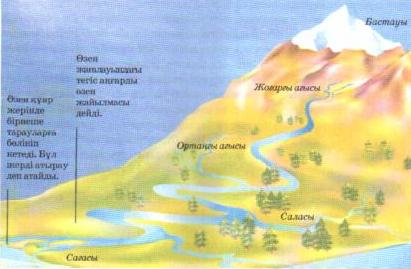 Бастауы
Өзен
жағалауындағы
тегіс аңғарды
өзен
жайылмасы
дейді.
Жоғарғы ағысы
Өзен құяр
жерінде
бірнеше
тарауларға
бөлініп
кетеді. Бұл
жерді атырау
деп атайды.
Ортаңғы ағысы
Саласы
Сағасы